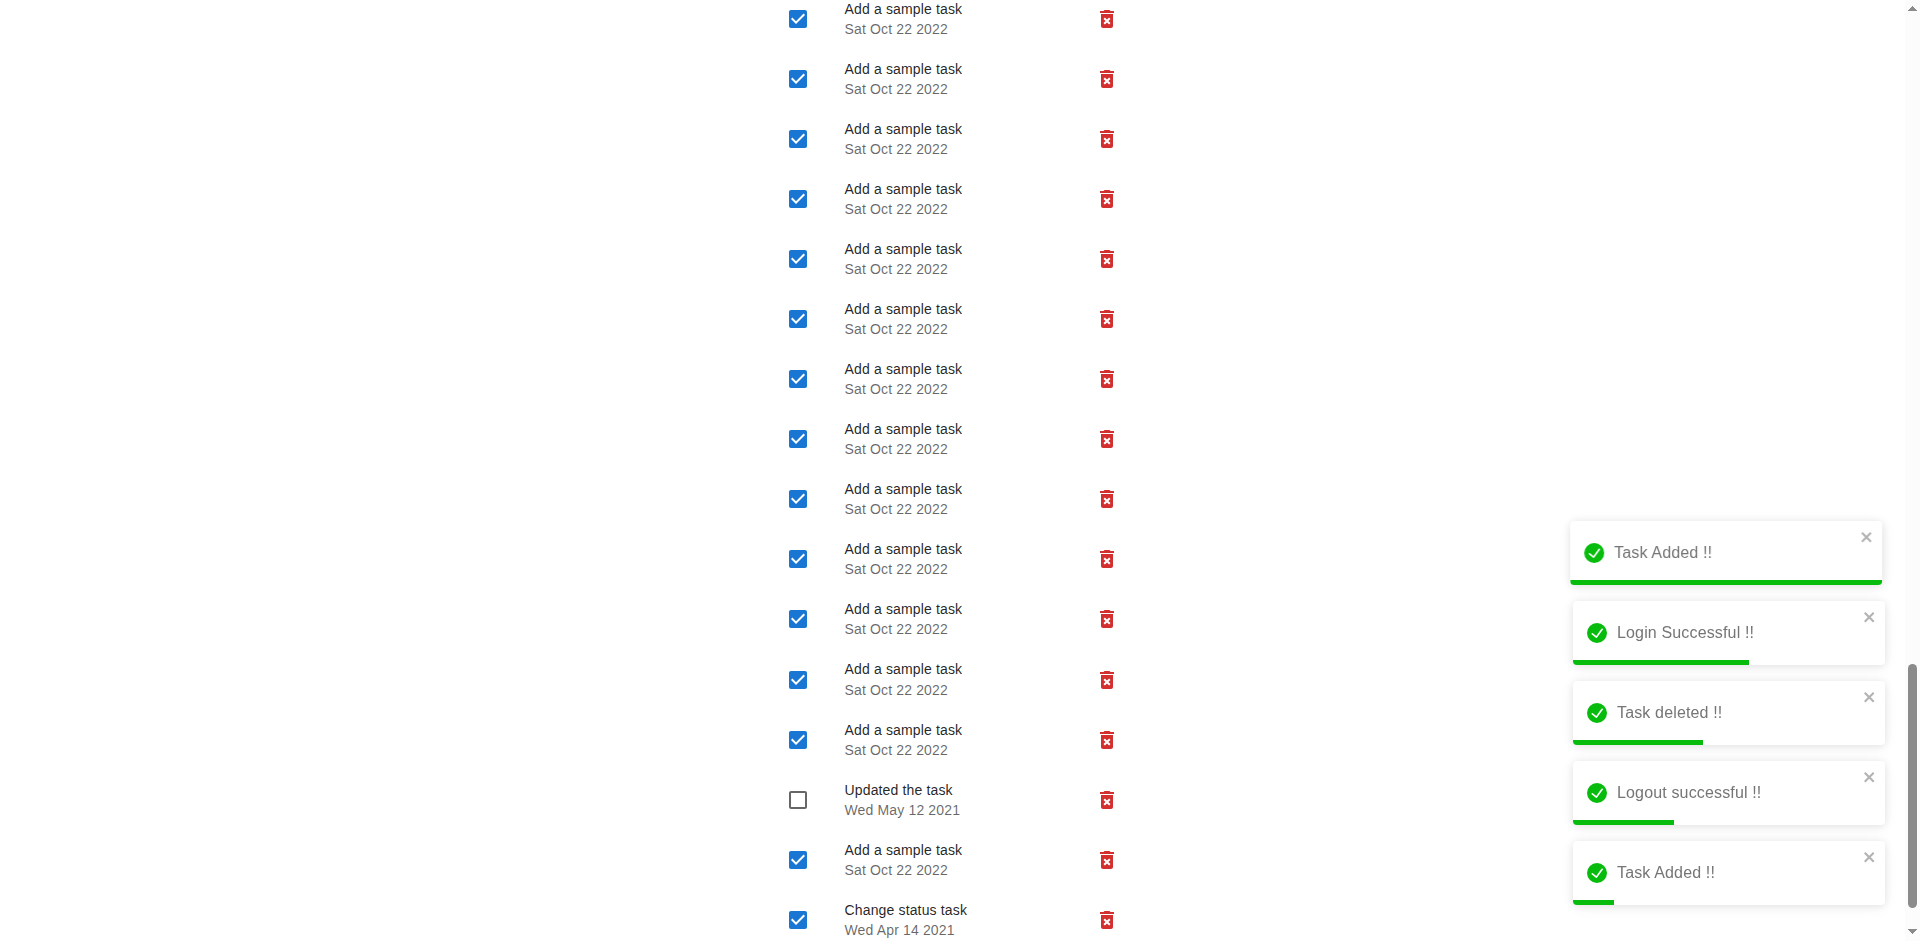 Add a sample task
Sat Oct 22 2022
Add a sample task
Sat Oct 22 2022
Add a sample task
Sat Oct 22 2022
Add a sample task
Sat Oct 22 2022
Add a sample task
Sat Oct 22 2022
Add a sample task
Sat Oct 22 2022
Add a sample task
Sat Oct 22 2022
Add a sample task
Sat Oct 22 2022
Add a sample task
Sat Oct 22 2022
Add a sample task
Sat Oct 22 2022
Add a sample task
Sat Oct 22 2022
Add a sample task
Sat Oct 22 2022
Add a sample task
Sat Oct 22 2022
Updated the task
Wed May 12 2021
Add a sample task
Sat Oct 22 2022
Change status task
Wed Apr 14 2021
Task Added !!
Login Successful !!
Task deleted !!
Logout successful !!
Task Added !!